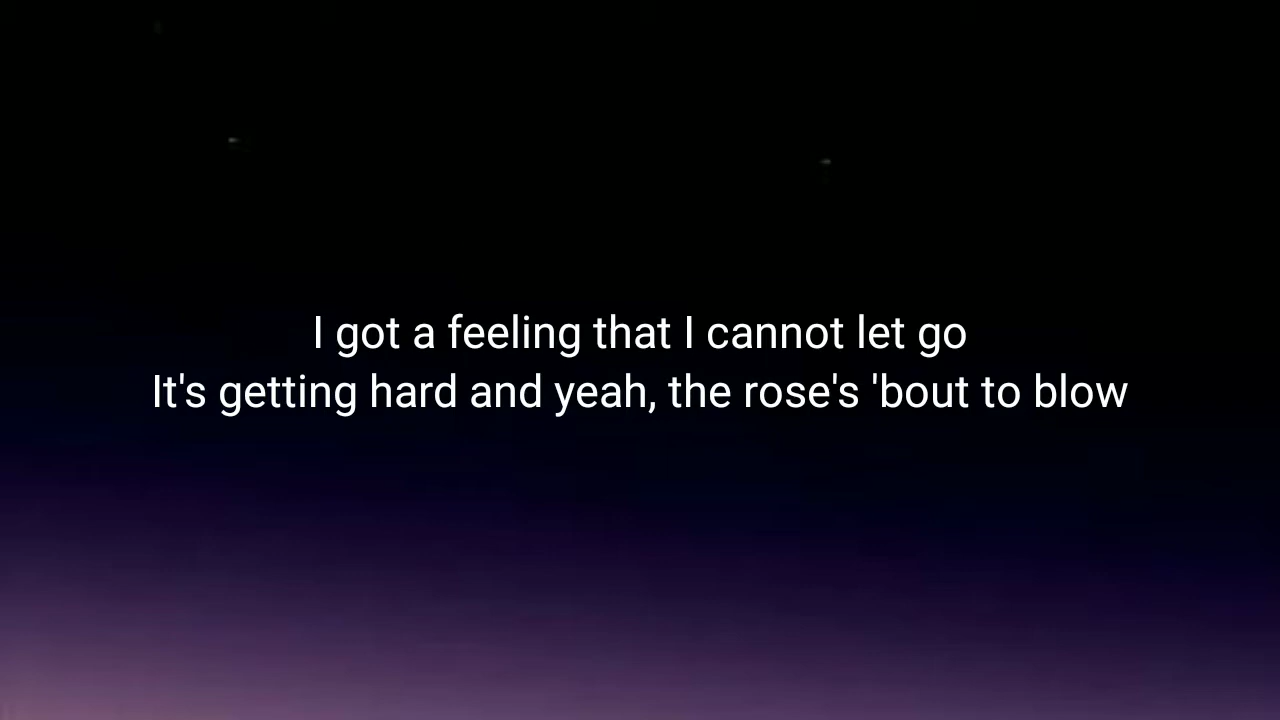 I got a feeling that I cannot let go
It's getting hard and yeah, the rose's 'bout to blow